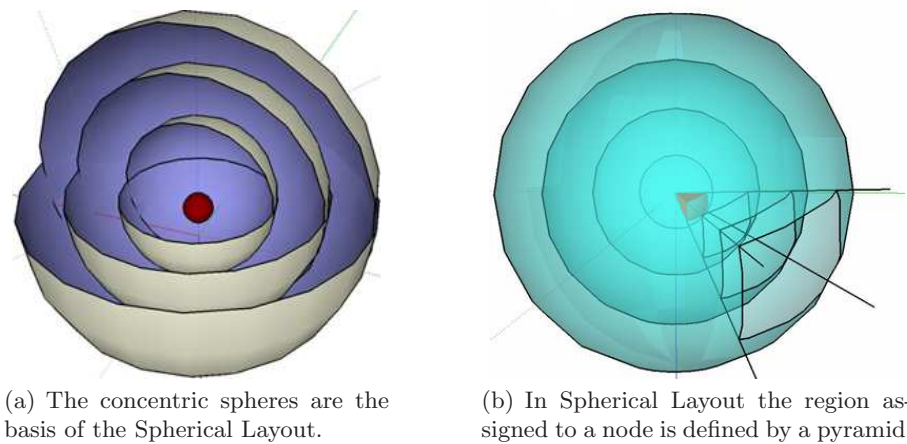 (a) The concentric spheres are the
basis of the Spherical Layout.
(b) In Spherical Layout the region as-
signed to a node is defined by a pyramid